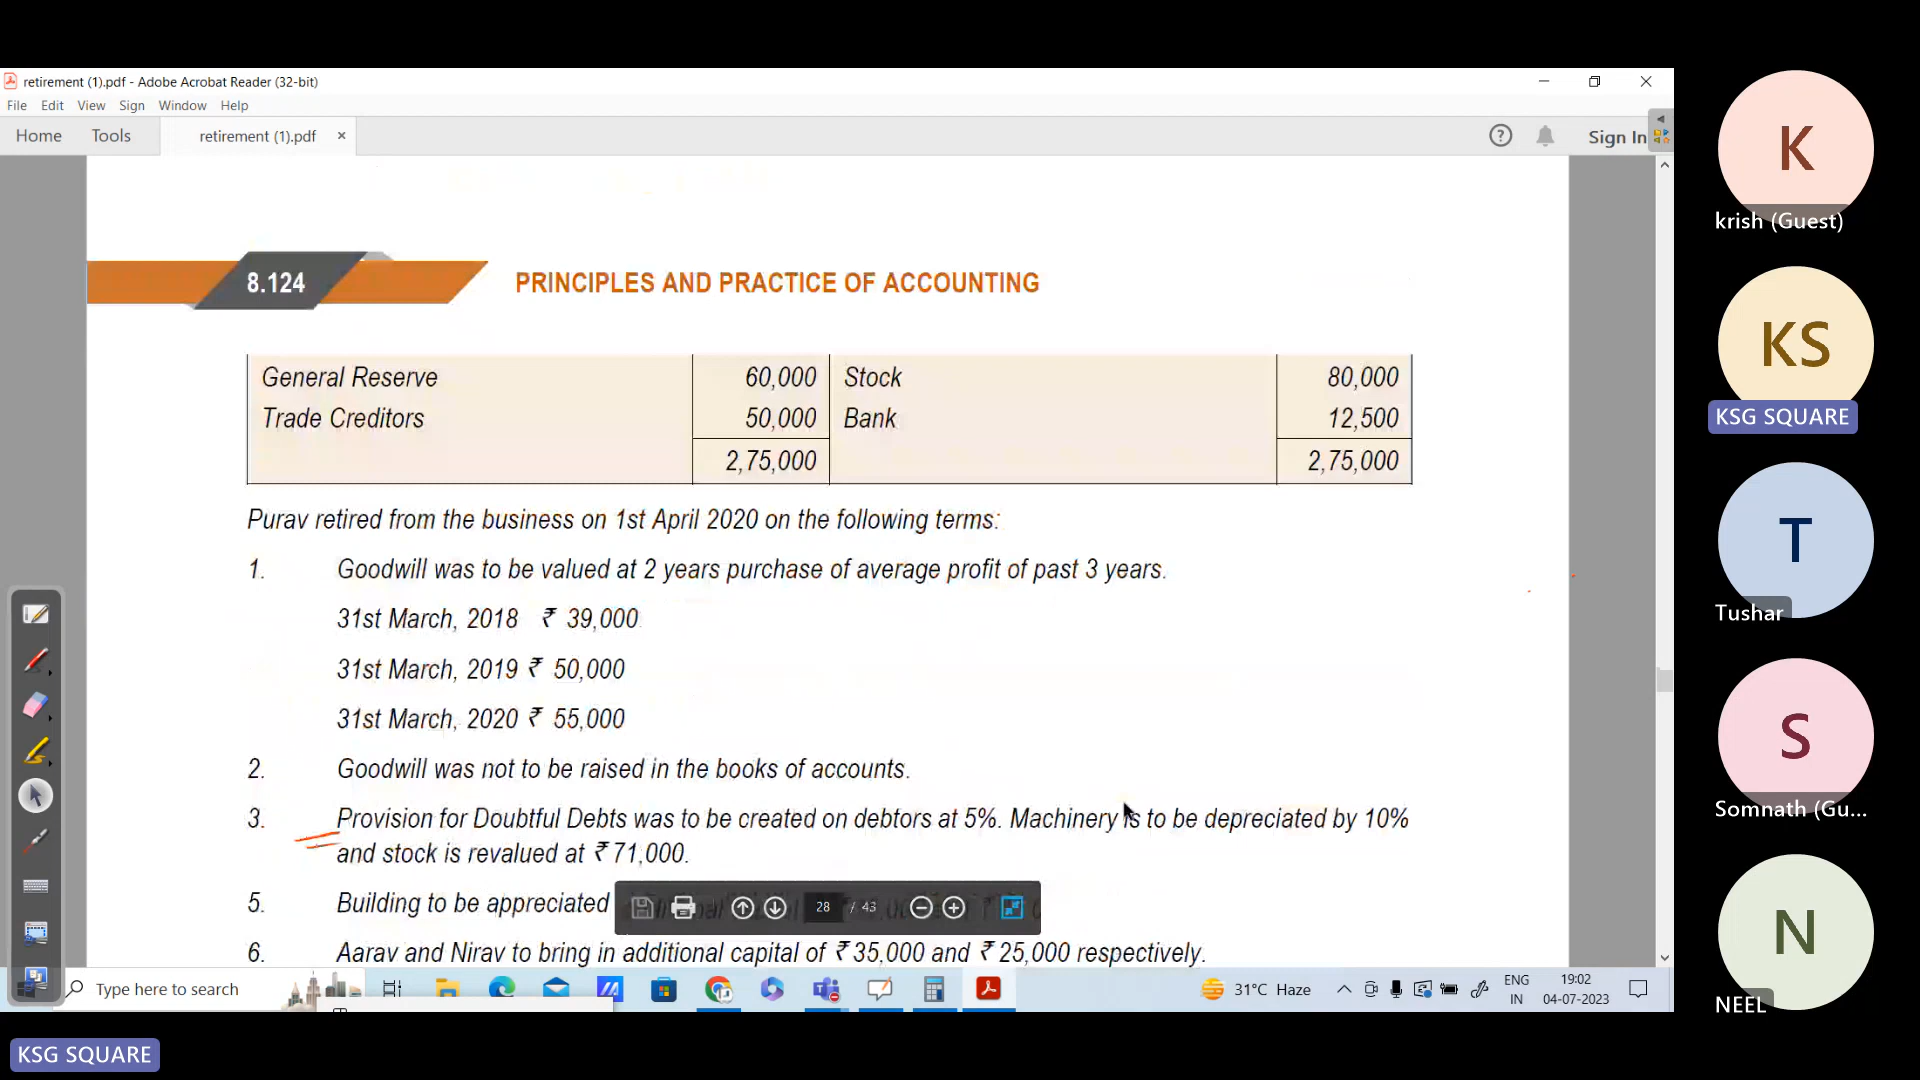 retirement (1).pdf - Adobe Acrobat Reader (32-bit)
File Edit View Sign Window Help
Home Tools retirement (1).pdf × Sign In
8.124 PRINCIPLES AND PRACTICE OF ACCOUNTING
General Reserve 60,000 Stock 80,000
Trade Creditors 50,000 Bank 12,500
2,75,000 2,75,000
Purav retired from the business on 1st April 2020 on the following terms:
1. Goodwill was to be valued at 2 years purchase of average profit of past 3 years.
31st March, 2018 ₹ 39,000
31st March, 2019 ₹ 50,000
31st March, 2020 ₹ 55,000
2. Goodwill was not to be raised in the books of accounts.
3. Provision for Doubtful Debts was to be created on debtors at 5%. Machinery is to be depreciated by 10%
and stock is revalued at ₹ 71,000.
5. Building to be appreciated
28 / 43
6. Aarav and Nirav to bring in additional capital of ₹ 35,000 and ₹ 25,000 respectively.
Type here to search
31°C Haze
ENG
IN
19:02
04-07-2023
K
krish (Guest)
KS
KSG SQUARE
T
Tushar
S
Somnath (Gu...
N
NEEL
KSG SQUARE